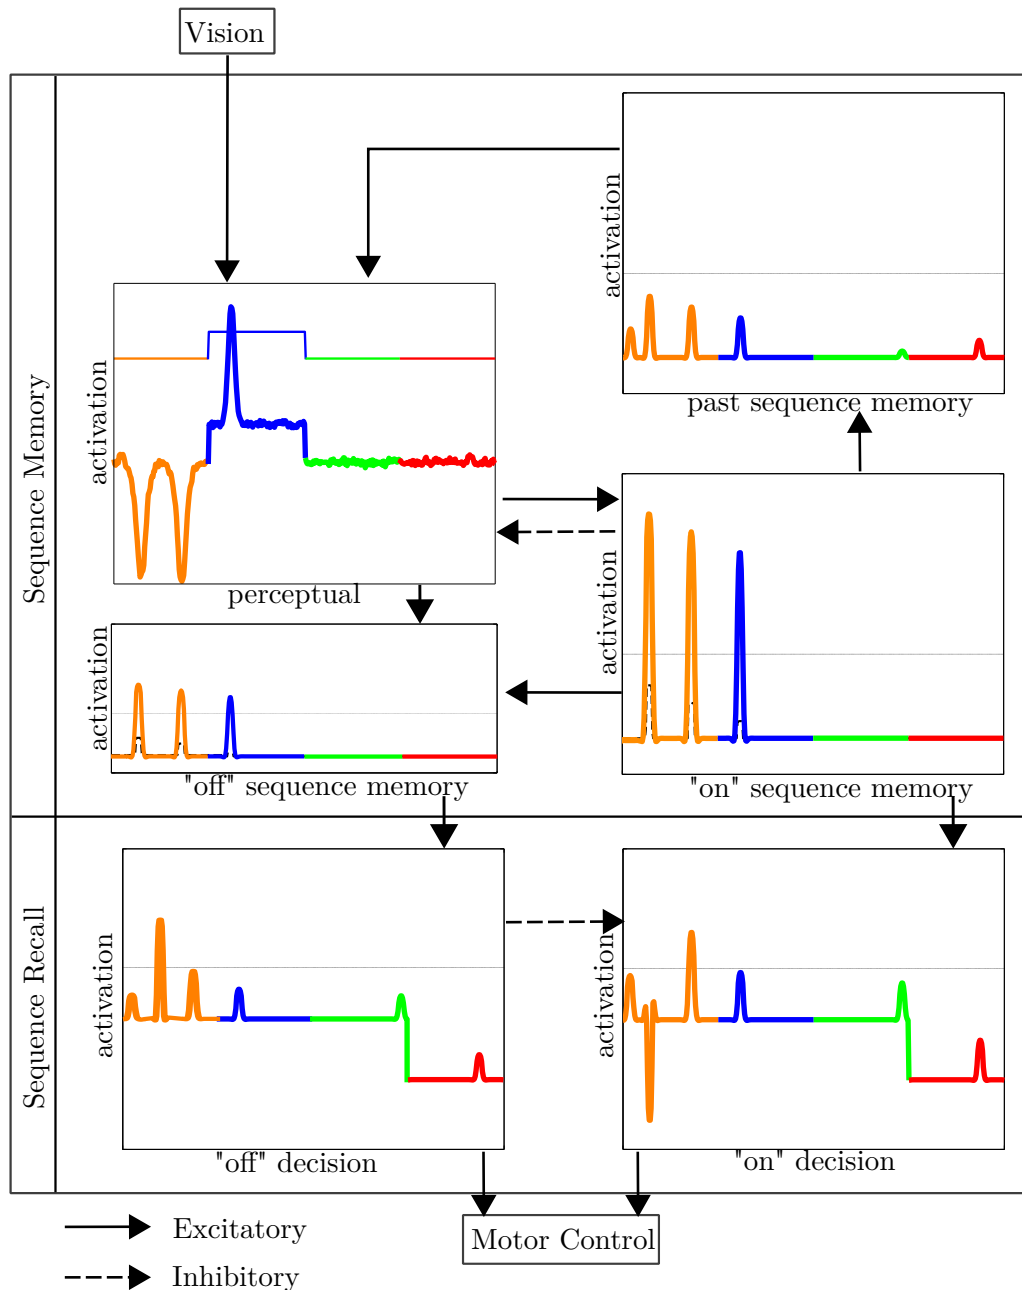 Vision
Sequence Memory
activation
past sequence memory
activation
perceptual
activation
"on" sequence memory
activation
"off" sequence memory
Sequence Recall
activation
"off" decision
activation
"on" decision
Motor Control
Excitatory
Inhibitory